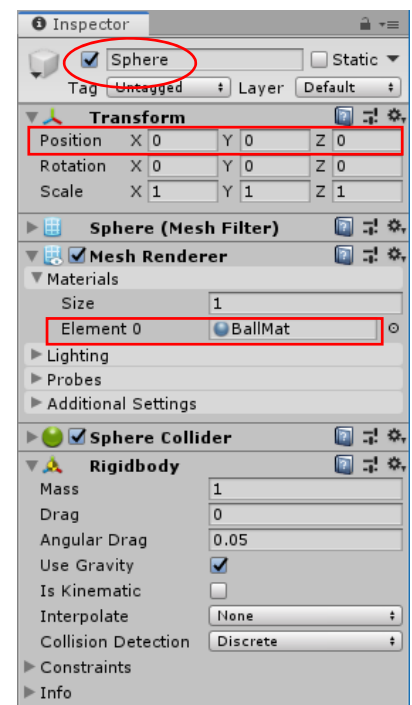 Inspector
Sphere Static
Tag Untagged Layer Default
Transform
Position X 0 Y 0 Z 0
Rotation X 0 Y 0 Z 0
Scale X 1 Y 1 Z 1
Sphere (Mesh Filter)
Mesh Renderer
Materials
Size 1
Element 0 BallMat
Lighting
Probes
Additional Settings
Sphere Collider
Rigidbody
Mass 1
Drag 0
Angular Drag 0.05
Use Gravity
Is Kinematic
Interpolate None
Collision Detection Discrete
Constraints
Info